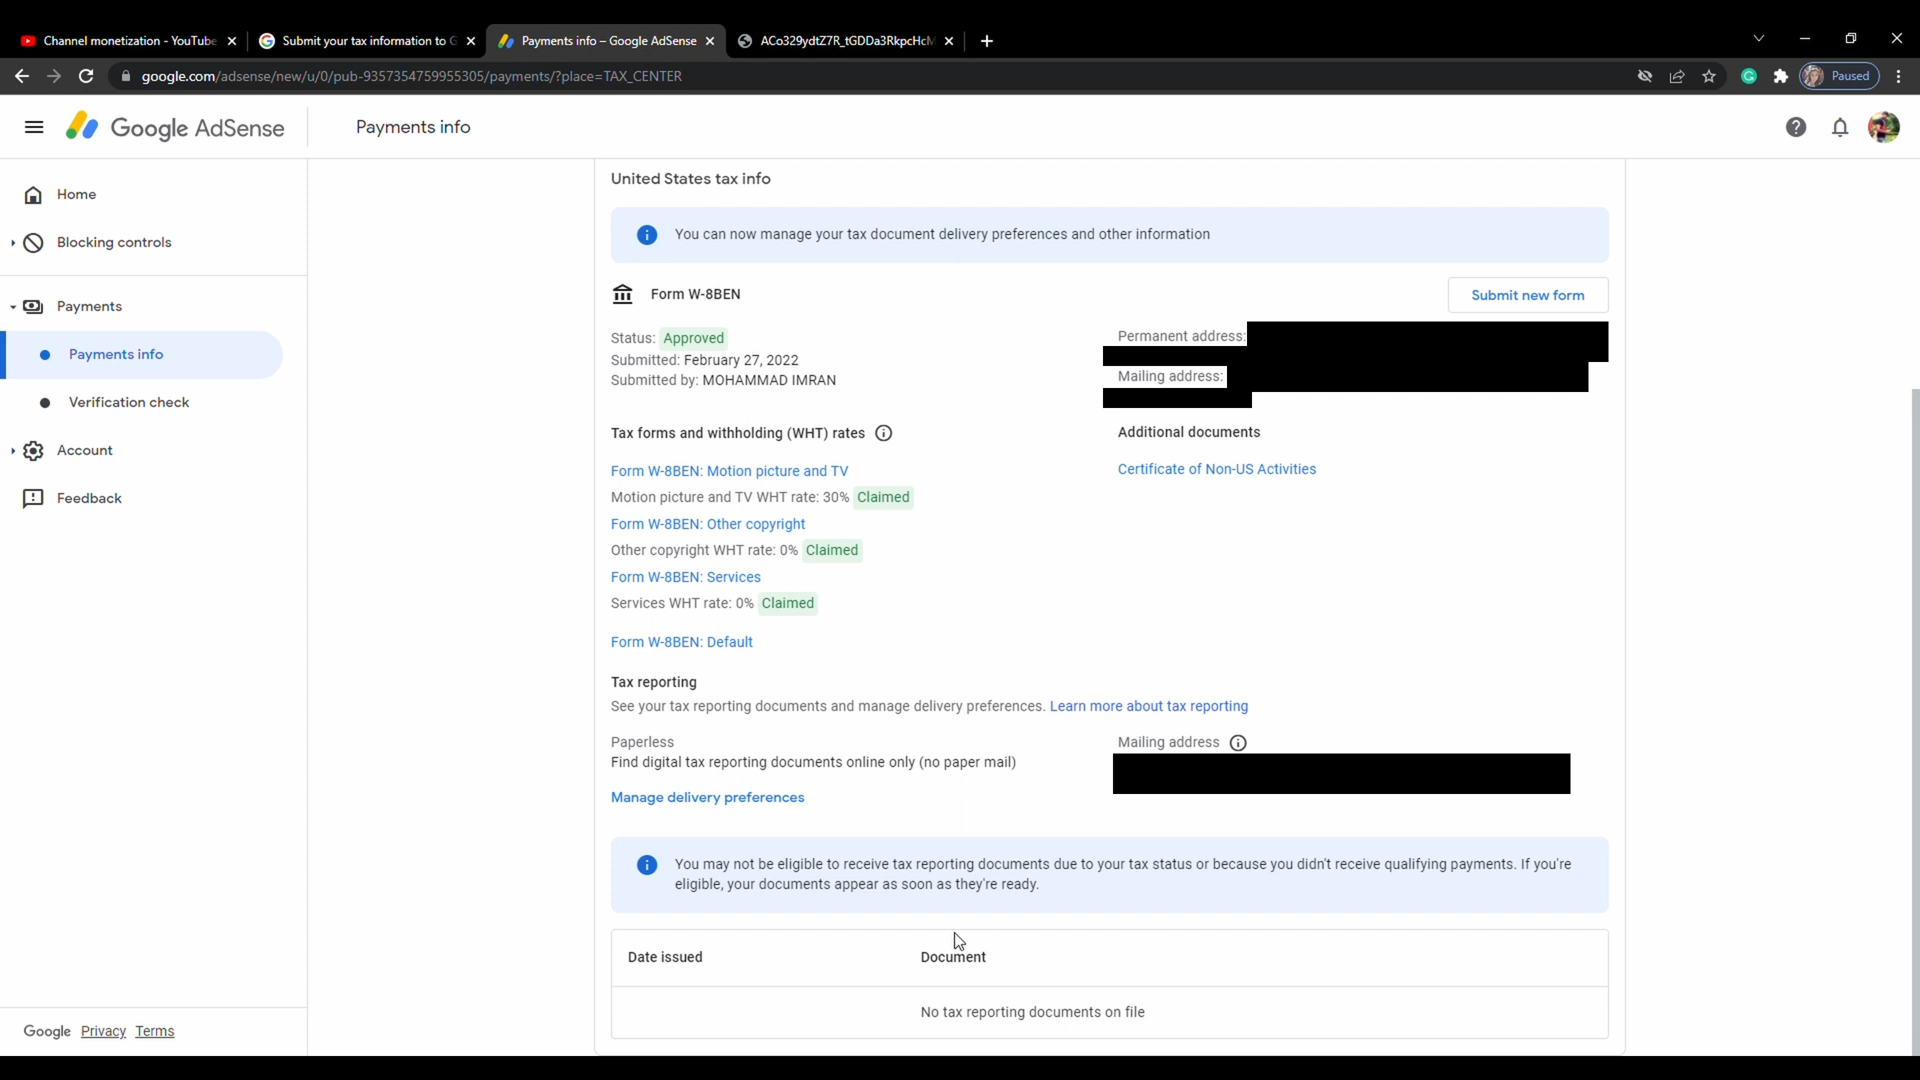 Channel monetization - YouTube
Submit your tax information to G
Payments info – Google AdSense
ACo329ydtZ7R_tGDDa3RkpcHcM
google.com/adsense/new/u/0/pub-9357354759955305/payments/?place=TAX_CENTER
Paused
Google AdSense
Payments info
Home
Blocking controls
Payments
Payments info
Verification check
Account
Feedback
United States tax info
You can now manage your tax document delivery preferences and other information
Form W-8BEN
Submit new form
Status: Approved
Submitted: February 27, 2022
Submitted by: MOHAMMAD IMRAN
Permanent address:
Mailing address:
Tax forms and withholding (WHT) rates
Form W-8BEN: Motion picture and TV
Motion picture and TV WHT rate: 30% Claimed
Form W-8BEN: Other copyright
Other copyright WHT rate: 0% Claimed
Form W-8BEN: Services
Services WHT rate: 0% Claimed
Form W-8BEN: Default
Additional documents
Certificate of Non-US Activities
Tax reporting
See your tax reporting documents and manage delivery preferences. Learn more about tax reporting
Paperless
Find digital tax reporting documents online only (no paper mail)
Manage delivery preferences
Mailing address
You may not be eligible to receive tax reporting documents due to your tax status or because you didn't receive qualifying payments. If you're
eligible, your documents appear as soon as they're ready.
Date issued
Document
No tax reporting documents on file
Google Privacy Terms